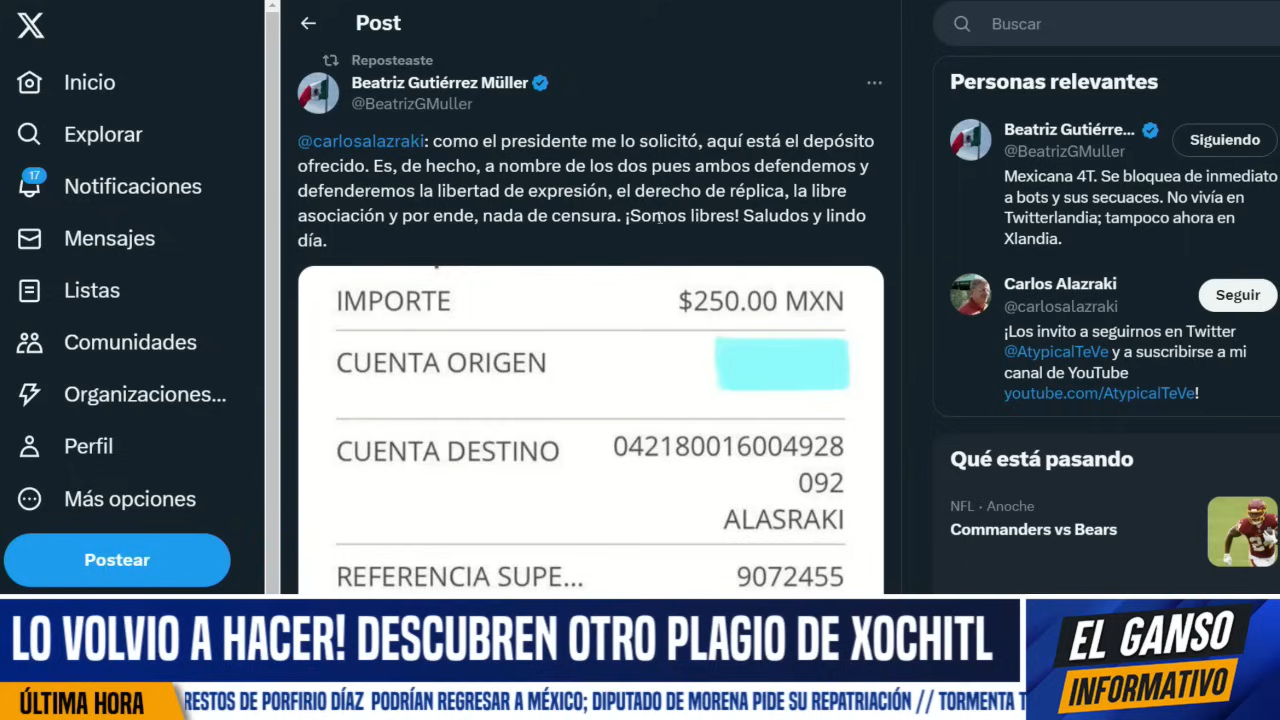 Inicio
Explorar
17
Notificaciones
Mensajes
Listas
Comunidades
Organizaciones...
Perfil
Más opciones
Postear
Post
Reposteaste
Beatriz Gutiérrez Müller
@BeatrizGMuller
@carlosalazraki: como el presidente me lo solicitó, aquí está el depósito
ofrecido. Es, de hecho, a nombre de los dos pues ambos defendemos y
defenderemos la libertad de expresión, el derecho de réplica, la libre
asociación y por ende, nada de censura. ¡Somos libres! Saludos y lindo
día.
IMPORTE $250.00 MXN
CUENTA ORIGEN
CUENTA DESTINO 042180016004928
092
ALASRAKI
REFERENCIA SUPE... 9072455
Buscar
Personas relevantes
Beatriz Gutiérre...
@BeatrizGMuller
Siguiendo
Mexicana 4T. Se bloquea de inmediato
a bots y sus secuaces. No vivía en
Twitterlandia; tampoco ahora en
Xlandia.
Carlos Alazraki
@carlosalazraki
Seguir
¡Los invito a seguirnos en Twitter
@AtypicalTeVe y a suscribirse a mi
canal de YouTube
youtube.com/AtypicalTeVe!
Qué está pasando
NFL · Anoche
Commanders vs Bears
LO VOLVIO A HACER! DESCUBREN OTRO PLAGIO DE XOCHITL
EL GANSO
INFORMATIVO
ÚLTIMA HORA
RESTOS DE PORFIRIO DÍAZ PODRÍAN REGRESAR A MÉXICO; DIPUTADO DE MORENA PIDE SU REPATRIACIÓN // TORMENTA T